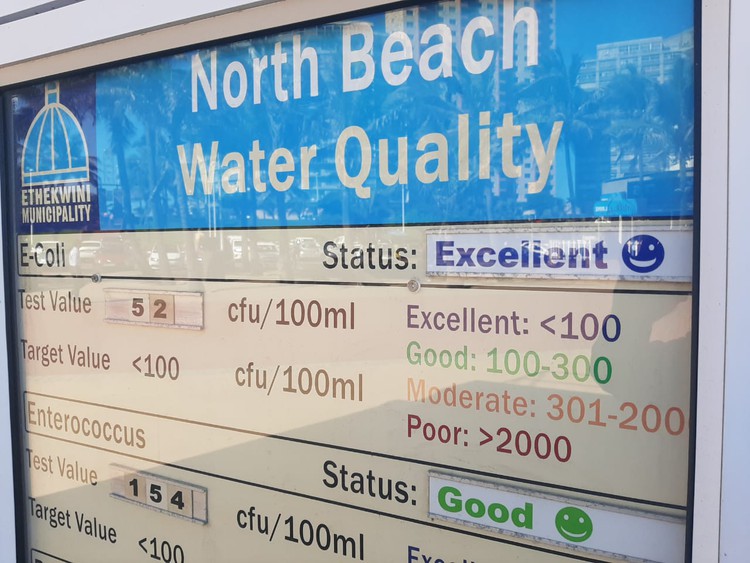 North Beach
Water Quality
ETHEKWINI
MUNICIPALITY
E-Coli Status: Excellent
Test Value 52 cfu/100ml
Target Value <100 cfu/100ml
Excellent: <100
Good: 100-300
Moderate: 301-200
Poor: >2000
Enterococcus
Status: Good
Test Value 154 cfu/100ml
Target Value <100